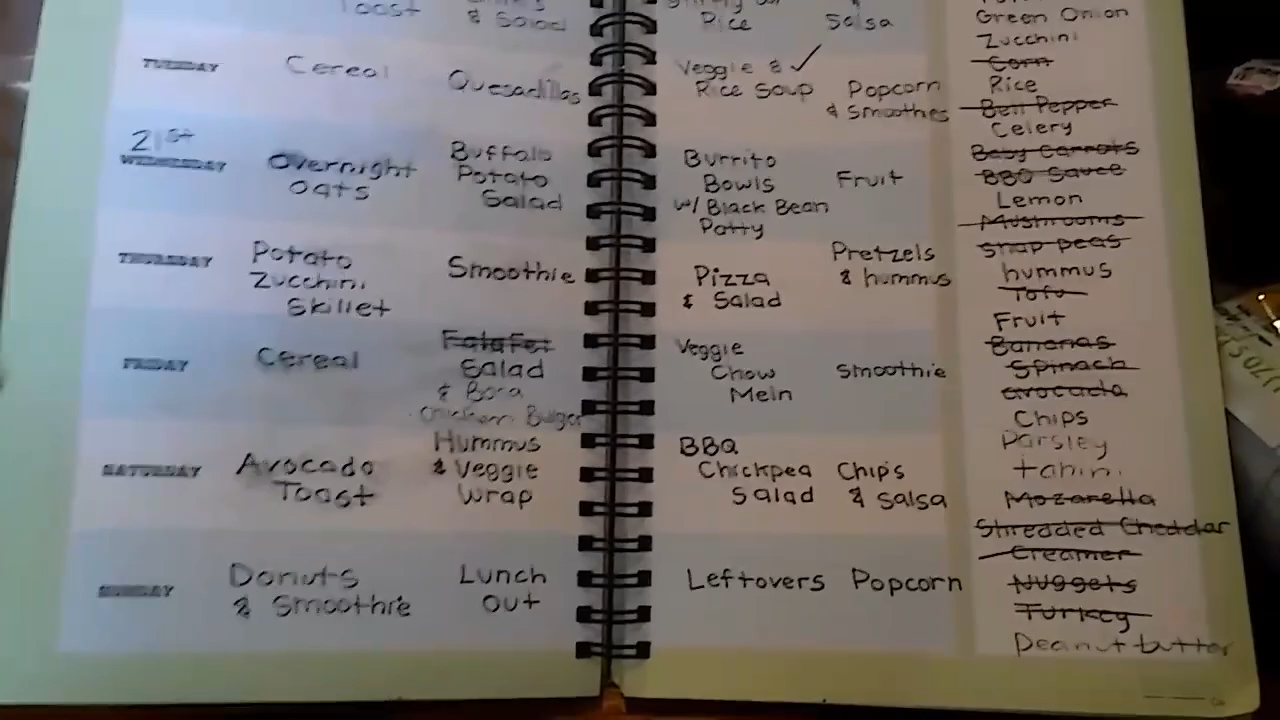 Toast
& Salad
Rice
Salsa
TUESDAY
Cereal
Quesadillas
Veggie & ✓
Rice Soup
Popcorn
& Smoothies
21st
WEDNESDAY
Overnight
Oats
Buffalo
Potato
Salad
Burrito
Bowls
w/ Black Bean
Patty
Fruit
THURSDAY
Potato
Zucchini
Skillet
Smoothie
Pizza
& Salad
Pretzels
& hummus
FRIDAY
Cereal
Falafel
Salad
& Boca
Chicken Burger
Veggie
Chow
Mein
Smoothie
SATURDAY
Avocado
Toast
Hummus
& Veggie
Wrap
BBQ
Chickpea
Salad
Chips
& Salsa
SUNDAY
Donuts
& Smoothie
Lunch
Out
Leftovers
Popcorn
Green Onion
Zucchini
Corn
Rice
Bell Pepper
Celery
Baby Carrots
BBQ Sauce
Lemon
Mushrooms
Snap peas
hummus
Tofu
Fruit
Bananas
Spinach
avocado
Chips
Parsley
tahini
Mozarella
Shredded Cheddar
Creamer
Nuggets
Turkey
Peanut butter